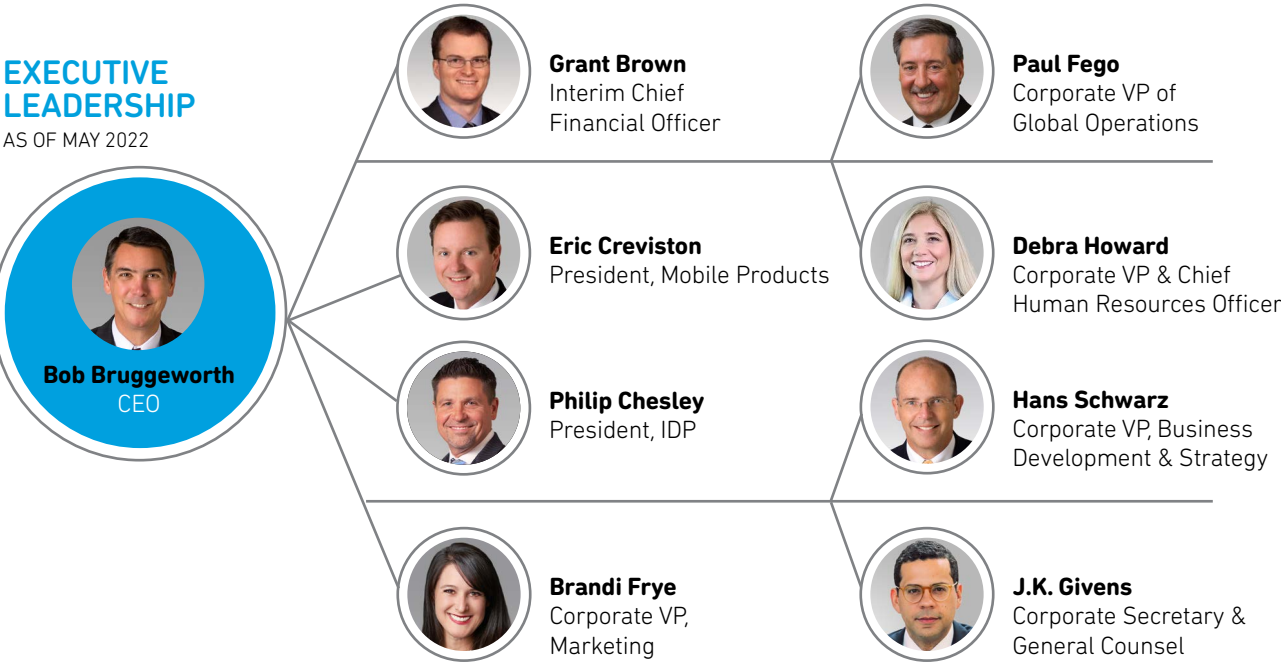 EXECUTIVE
LEADERSHIP
AS OF MAY 2022
Bob Bruggeworth
CEO
Grant Brown
Interim Chief
Financial Officer
Eric Creviston
President, Mobile Products
Philip Chesley
President, IDP
Brandi Frye
Corporate VP,
Marketing
Paul Fego
Corporate VP of
Global Operations
Debra Howard
Corporate VP & Chief
Human Resources Officer
Hans Schwarz
Corporate VP, Business
Development & Strategy
J.K. Givens
Corporate Secretary &
General Counsel